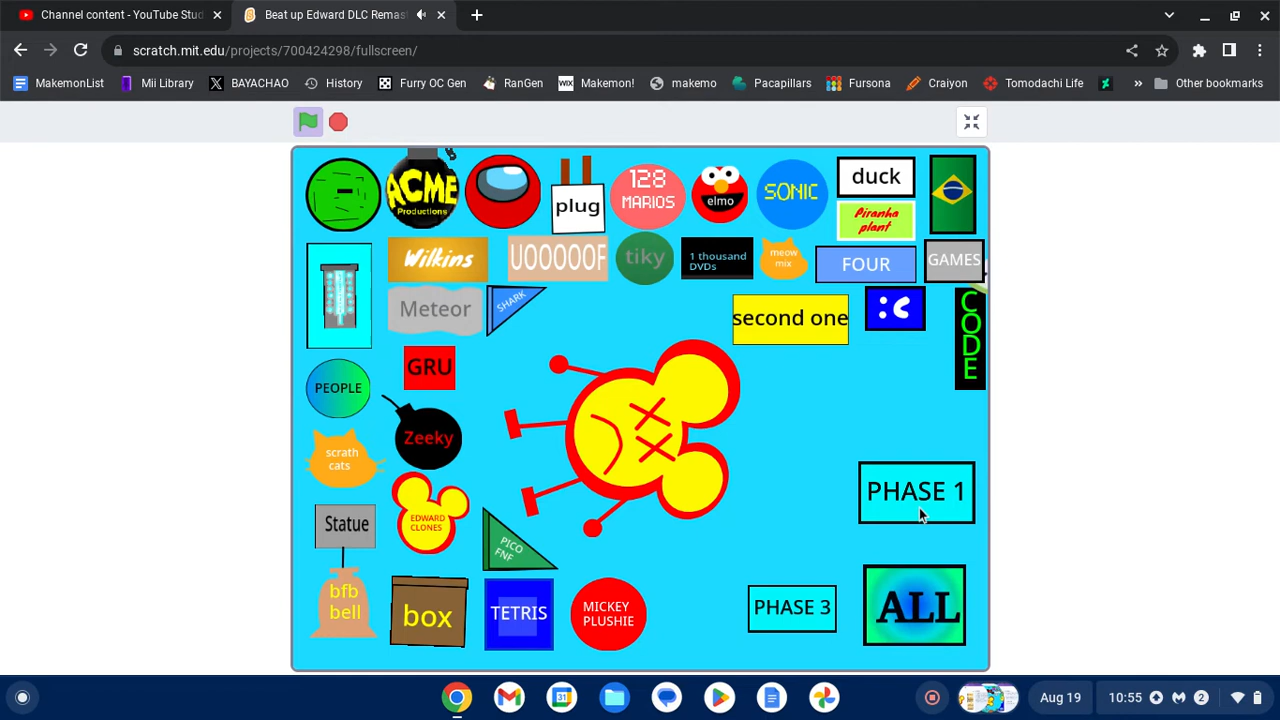 Channel content - YouTube Stud
Beat up Edward DLC Remast
scratch.mit.edu/projects/700424298/fullscreen/
MakemonList
Mii Library
BAYACHAO
History
Furry OC Gen
RanGen
WIX
Makemon!
makemo
Pacapillars
Fursona
Craiyon
Tomodachi Life
»
Other bookmarks
ACME
Productions
plug
128
MARIOS
elmo
SONIC
duck
Piranha
plant
Wilkins
UOOOOOF
tiky
1 thousand
DVDs
meow
mix
FOUR
GAMES
Meteor
SHARK
second one
:c
CODE
GRU
PEOPLE
Zeeky
scrath
cats
PHASE 1
EDWARD
CLONES
Statue
PICO
FNF
bfb
bell
box
TETRIS
MICKEY
PLUSHIE
PHASE 3
ALL
31
Aug 19
10:55
2